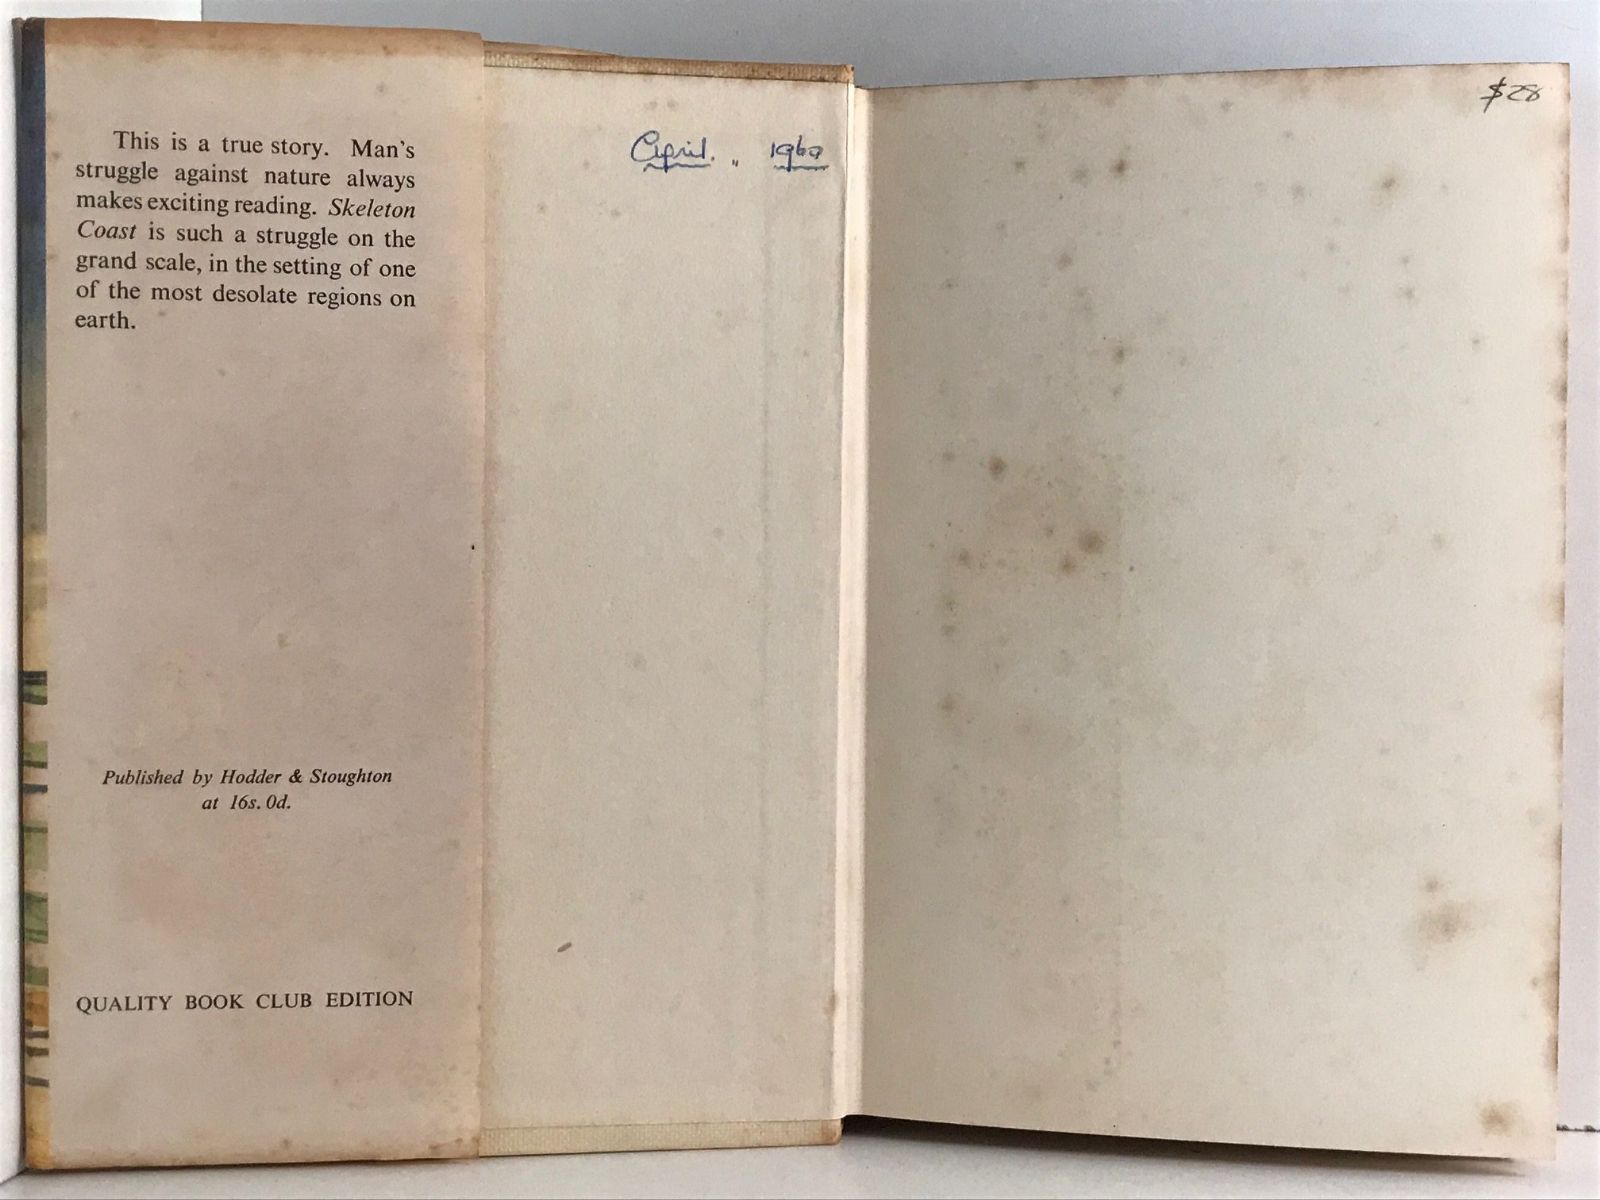 This is a true story. Man's
struggle against nature always
makes exciting reading. Skeleton
Coast is such a struggle on the
grand scale, in the setting of one
of the most desolate regions on
earth.
Published by Hodder & Stoughton
at 16s. 0d.
QUALITY BOOK CLUB EDITION
April. „
$28